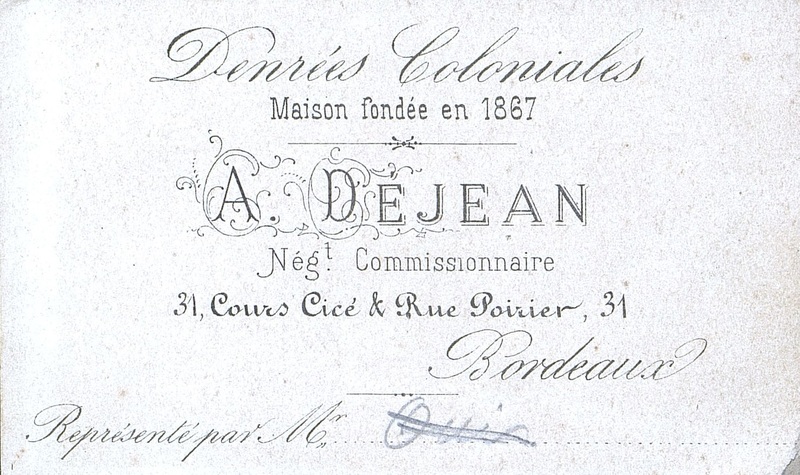 Denrées Coloniales
Maison fondée en 1867
A. DEJEAN
Négt. Commissionnaire
31, Cours Cicé & Rue Poirier, 31
Bordeaux
Représenté par Mr.